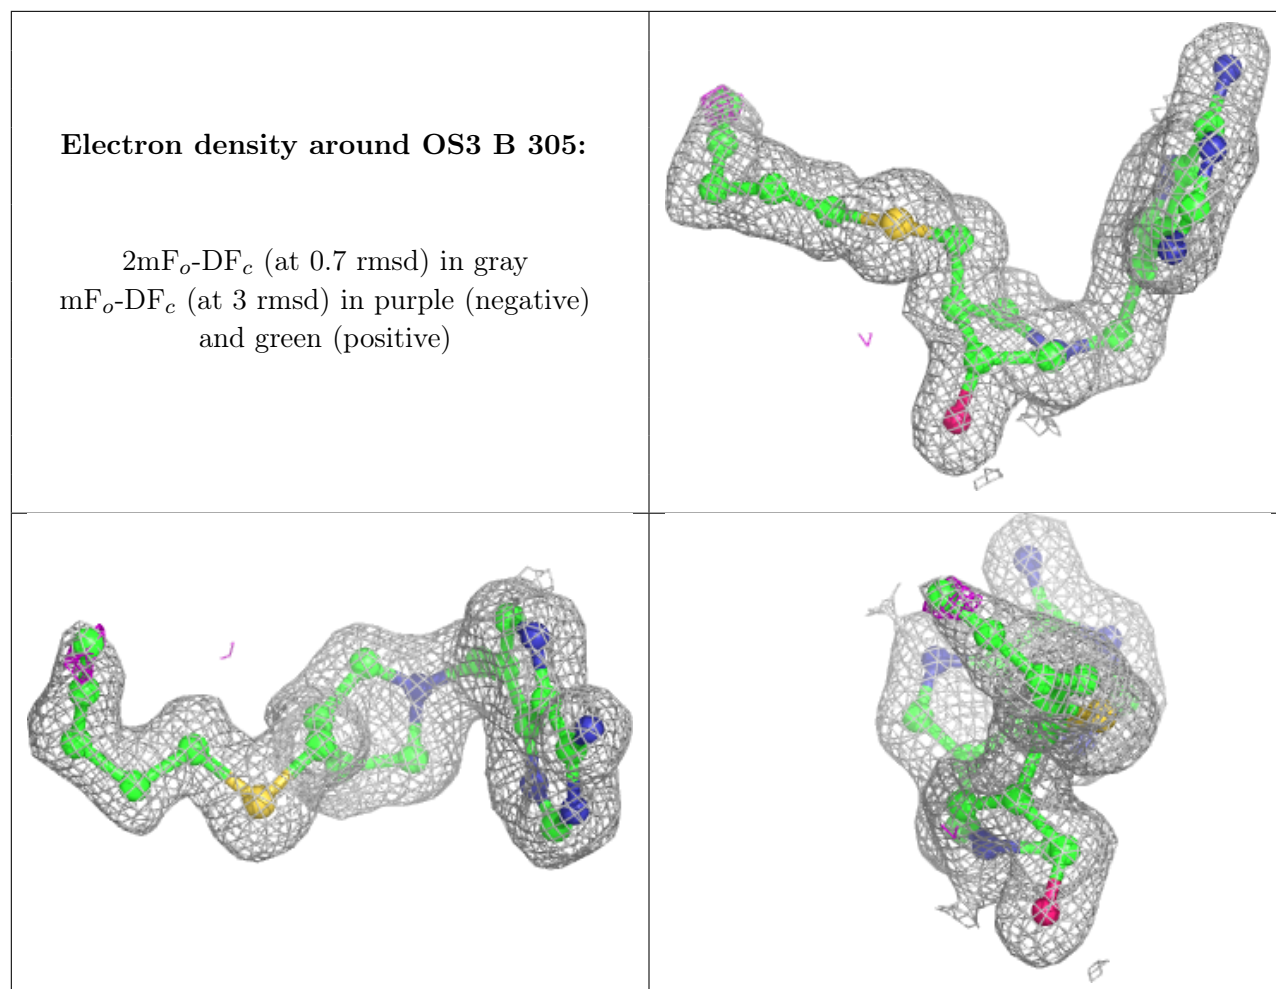 Electron density around OS3 B 305:
2mFo-DFc (at 0.7 rmsd) in gray
mFo-DFc (at 3 rmsd) in purple (negative)
and green (positive)